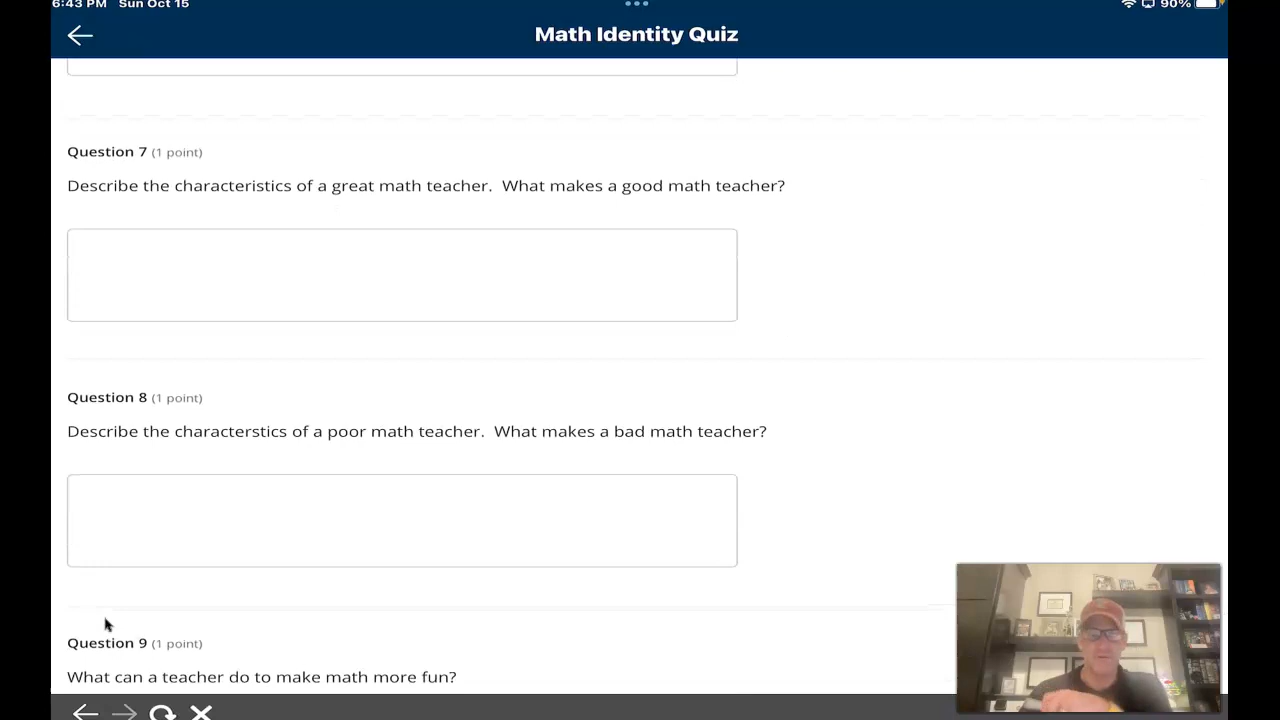 6:43 PM Sun Oct 15
90%
Math Identity Quiz
Question 7 (1 point)
Describe the characteristics of a great math teacher. What makes a good math teacher?
Question 8 (1 point)
Describe the characterstics of a poor math teacher. What makes a bad math teacher?
Question 9 (1 point)
What can a teacher do to make math more fun?